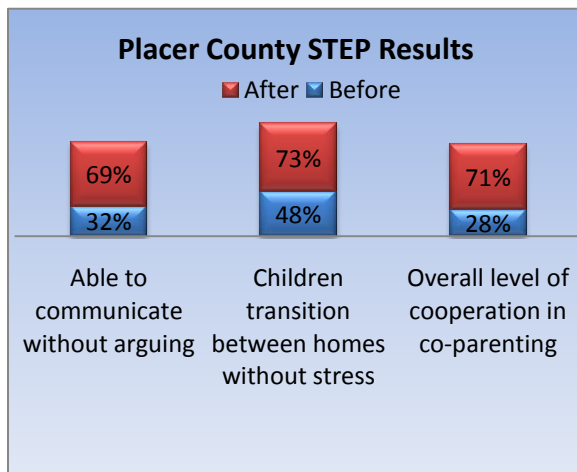 Placer County STEP Results
After Before
69% 73% 71%
32% 48% 28%
Able to communicate without arguing
Children transition between homes without stress
Overall level of cooperation in co-parenting